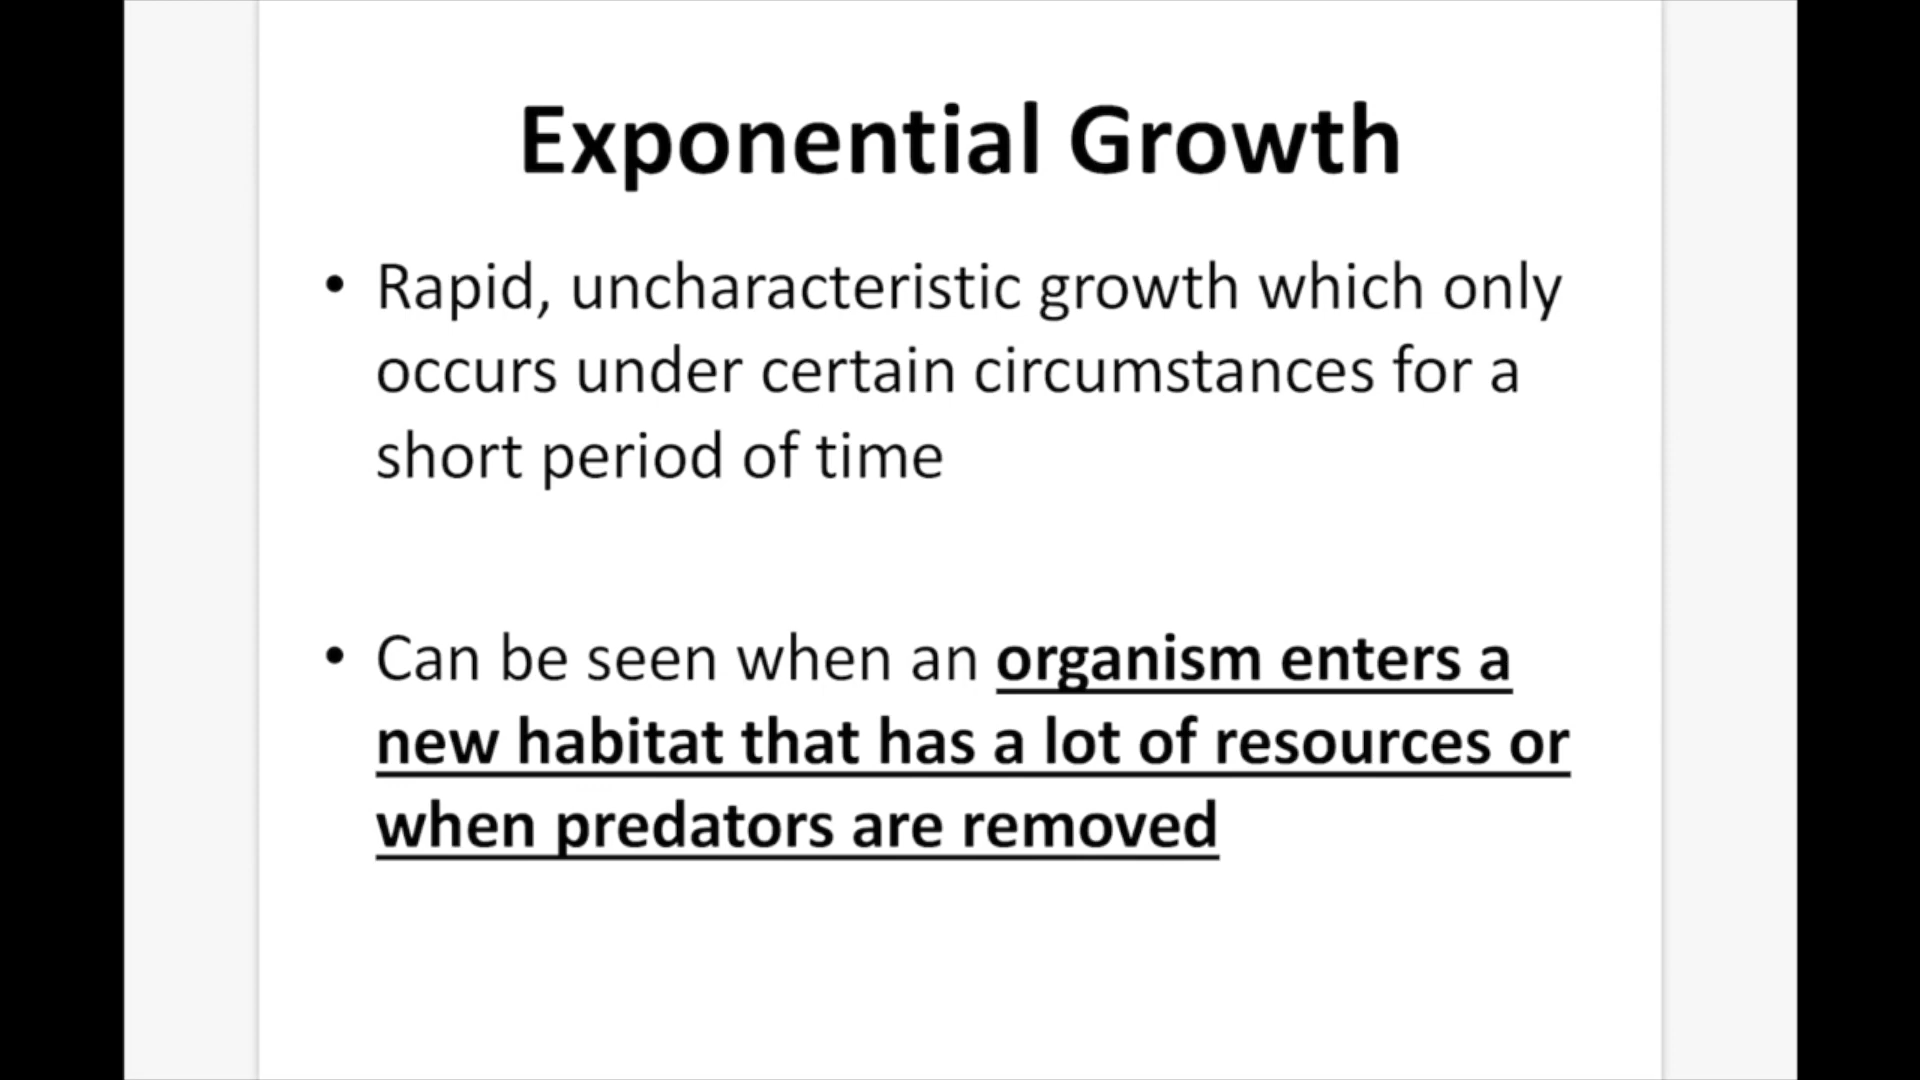 Exponential Growth
• Rapid, uncharacteristic growth which only
occurs under certain circumstances for a
short period of time
• Can be seen when an organism enters a
new habitat that has a lot of resources or
when predators are removed